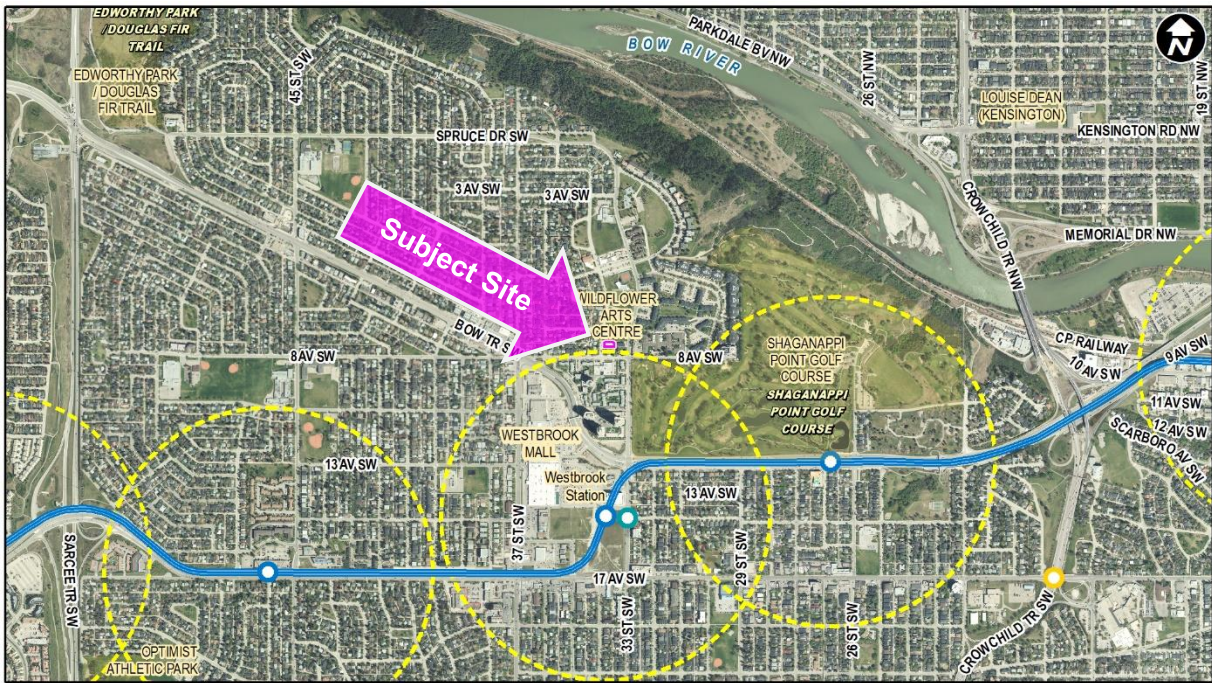 EDWORTHY PARK
/ DOUGLAS FIR
TRAIL
EDWORTHY PARK
/ DOUGLAS
FIR TRAIL
45 ST SW
SPRUCE DR SW
3 AV SW
3 AV SW
BOW RIVER
PARKDALE BV NW
26 ST NW
19 ST NW
N
LOUISE DEAN
(KENSINGTON)
KENSINGTON RD NW
CROWCHILD TR NW
MEMORIAL DR NW
Subject Site
WILDFLOWER
ARTS
CENTRE
BOW TR S
8 AV SW
8 AV SW
SHAGANAPPI
POINT GOLF
COURSE
SHAGANAPPI
POINT GOLF
COURSE
CP RAILWAY
10 AV SW
9 AV SW
11 AV SW
12 AV SW
SCARBORO AV SW
WESTBROOK
MALL
13 AV SW
Westbrook
Station
13 AV SW
37 ST SW
29 ST SW
SARCEE TR SW
17 AV SW
33 ST SW
26 ST SW
CROWCHILD TR SW
OPTIMIST
ATHLETIC PARK